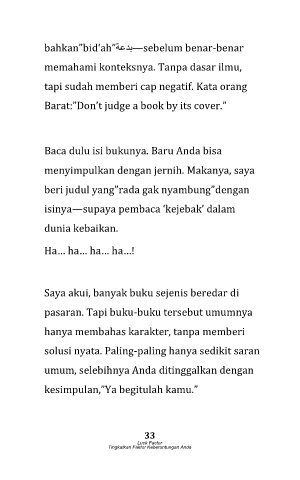 bahkan"bid'ah"بدعة—sebelum benar-benar
memahami konteksnya. Tanpa dasar ilmu,
tapi sudah memberi cap negatif. Kata orang
Barat:"Don't judge a book by its cover."
Baca dulu isi bukunya. Baru Anda bisa
menyimpulkan dengan jernih. Makanya, saya
beri judul yang"rada gak nyambung"dengan
isinya—supaya pembaca 'kejebak' dalam
dunia kebaikan.
Ha... ha... ha... ha...!
Saya akui, banyak buku sejenis beredar di
pasaran. Tapi buku-buku tersebut umumnya
hanya membahas karakter, tanpa memberi
solusi nyata. Paling-paling hanya sedikit saran
umum, selebihnya Anda ditinggalkan dengan
kesimpulan,"Ya begitulah kamu."
33
Luck Factor
Tingkatkan Faktor Keberuntungan Anda